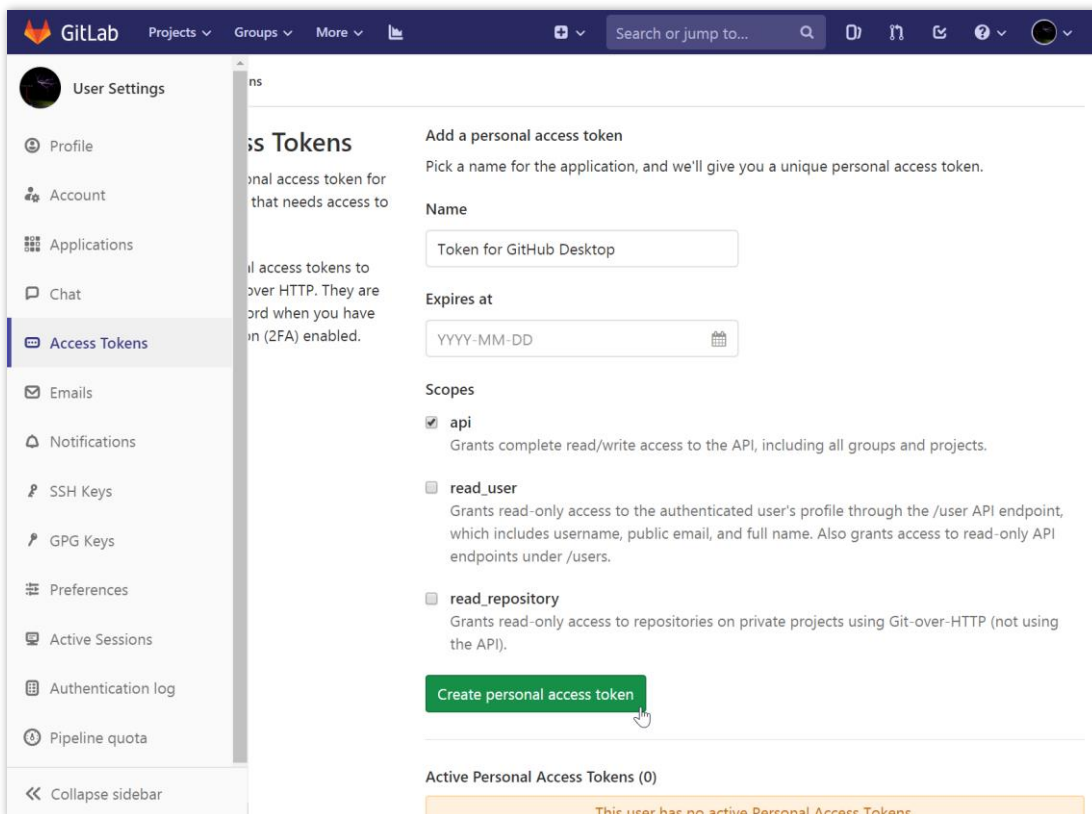 GitLab Projects Groups More Search or jump to...
User Settings
Profile
Account
Applications
Chat
Access Tokens
Emails
Notifications
SSH Keys
GPG Keys
Preferences
Active Sessions
Authentication log
Pipeline quota
Collapse sidebar
ns
ss Tokens
onal access token for
that needs access to
al access tokens to
over HTTP. They are
ord when you have
on (2FA) enabled.
Add a personal access token
Pick a name for the application, and we'll give you a unique personal access token.
Name
Token for GitHub Desktop
Expires at
YYYY-MM-DD
Scopes
api
Grants complete read/write access to the API, including all groups and projects.
read_user
Grants read-only access to the authenticated user's profile through the /user API endpoint,
which includes username, public email, and full name. Also grants access to read-only API
endpoints under /users.
read_repository
Grants read-only access to repositories on private projects using Git-over-HTTP (not using
the API).
Create personal access token
Active Personal Access Tokens (0)
This user has no active Personal Access Tokens.